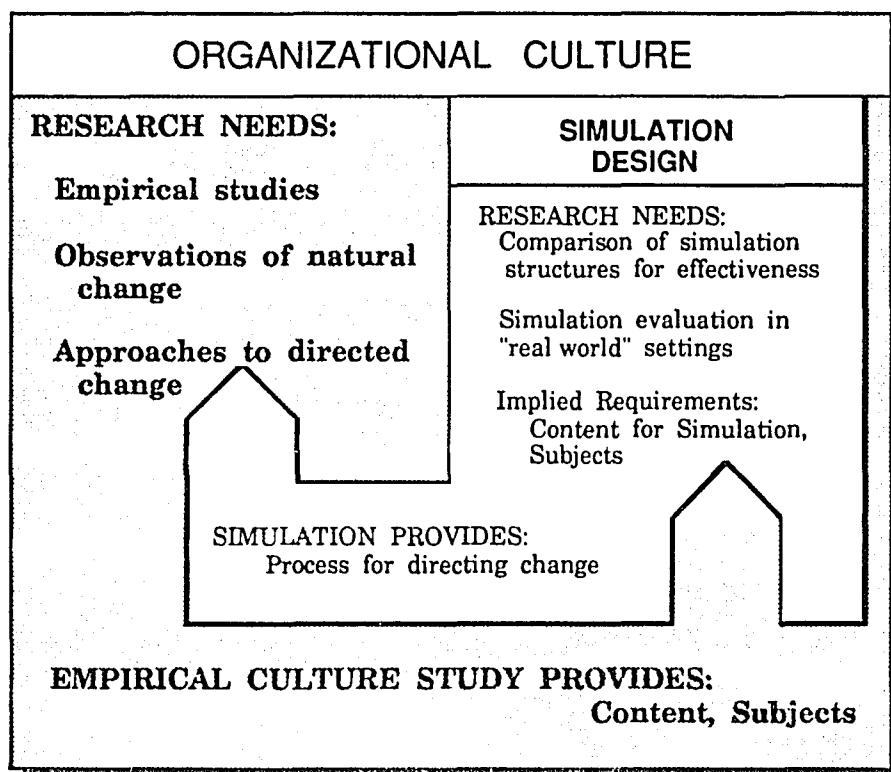 ORGANIZATIONAL CULTURE
RESEARCH NEEDS:
Empirical studies
Observations of natural
change
Approaches to directed
change
SIMULATION
DESIGN
RESEARCH NEEDS:
Comparison of simulation
structures for effectiveness
Simulation evaluation in
"real world" settings
Implied Requirements:
Content for Simulation,
Subjects
SIMULATION PROVIDES:
Process for directing change
EMPIRICAL CULTURE STUDY PROVIDES:
Content, Subjects